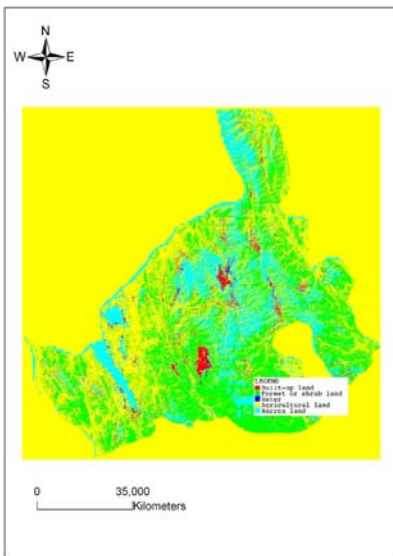 N
W E
S
LEGEND
Built-up land
Forest or shrub land
Water
Agricultural land
Barren land
0 35,000
Kilometers